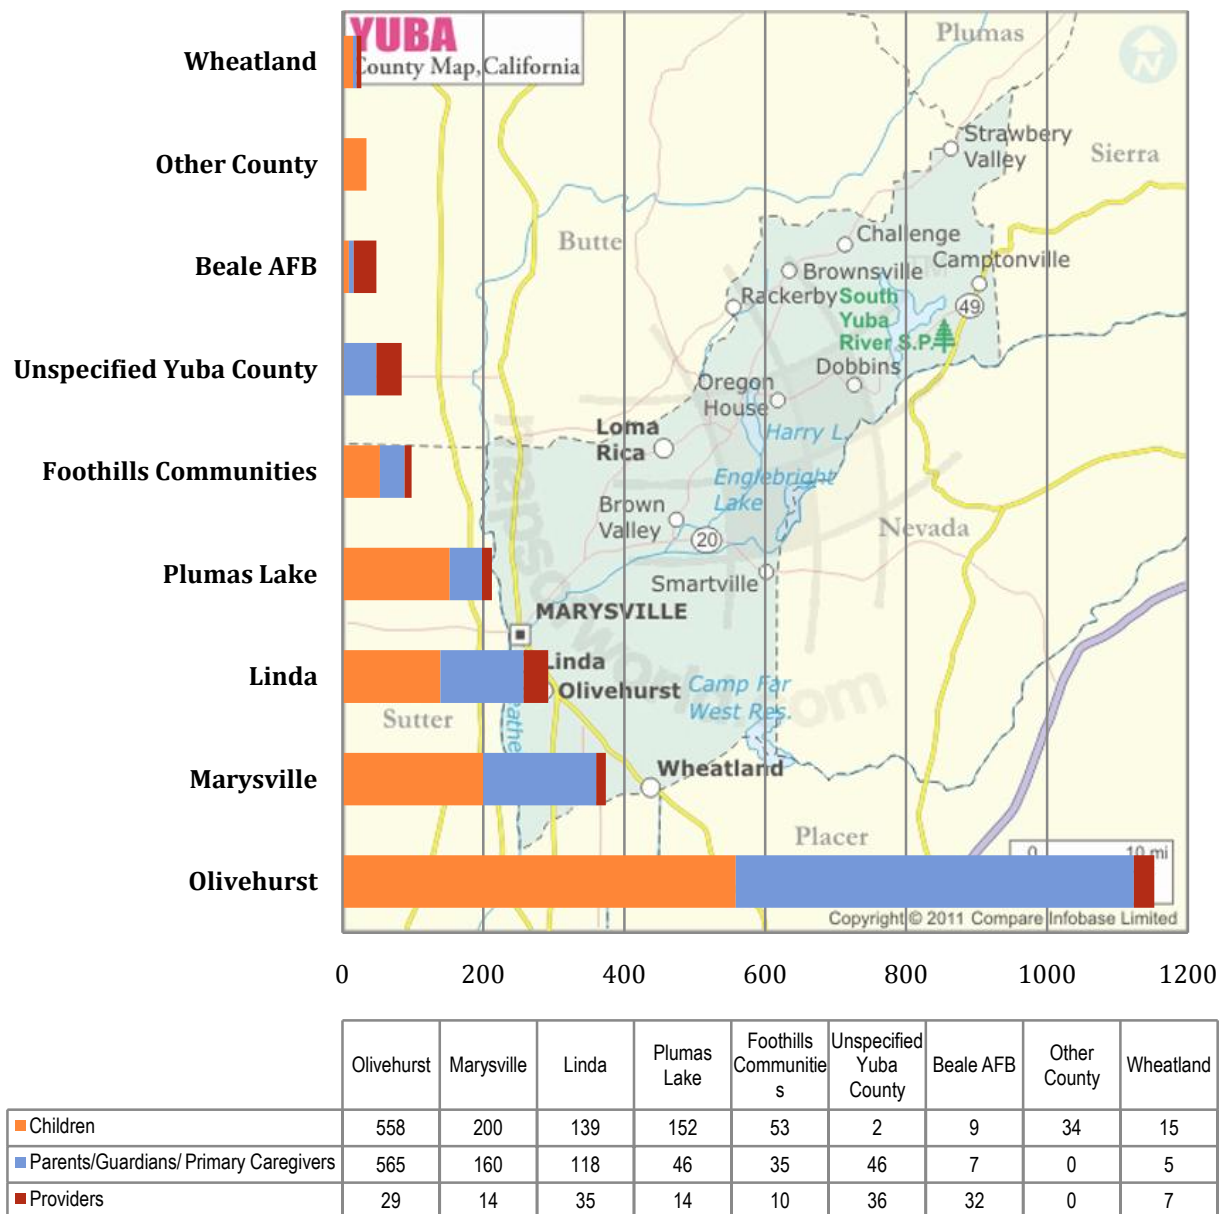 YUBA
County Map, California
Wheatland
Other County
Beale AFB
Unspecified Yuba County
Foothills Communities
Plumas Lake
Linda
Marysville
Olivehurst
Plumas
N
Strawbery
Valley
Sierra
Butte
Challenge
Camptonville
Brownsville
TM
Rackerby
South
Yuba
River S.P.
49
Dobbins
Oregon
House
Loma
Rica
Harry L.
Englebright
Lake
Brown
Valley
20
Nevada
Smartville
MARYSVILLE
Linda
Olivehurst
Camp Far
West Res.
Sutter
Wheatland
Placer
mapsofworld.com
0 10 mi
Copyright © 2011 Compare Infobase Limited
0 200 400 600 800 1000 1200
Olivehurst Marysville Linda Plumas Lake Foothills Communitie s Unspecified Yuba County Beale AFB Other County Wheatland
Children 558 200 139 152 53 2 9 34 15
Parents/Guardians/ Primary Caregivers 565 160 118 46 35 46 7 0 5
Providers 29 14 35 14 10 36 32 0 7